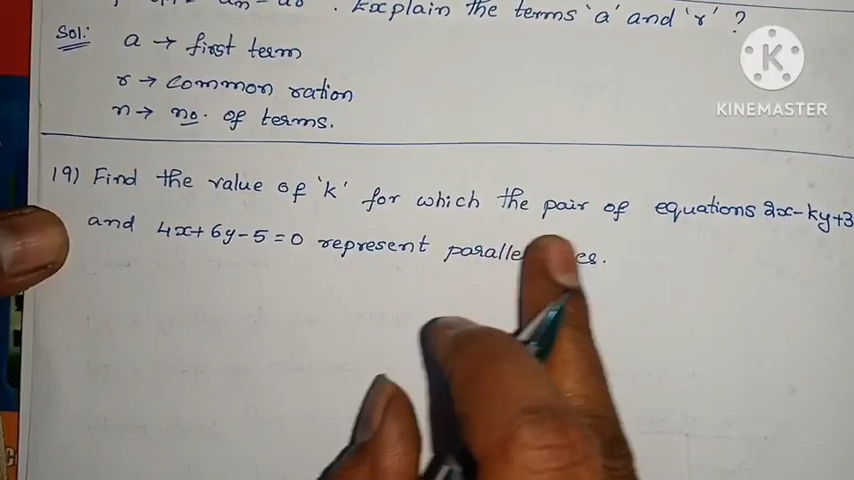 Explain the terms 'a' and 'r' ?
Sol:- a → first term
r → common ration
n → no. of terms.
KINEMASTER
19) Find the value of 'k' for which the pair of equations 2x-ky+3
and 4x+6y-5=0 represent